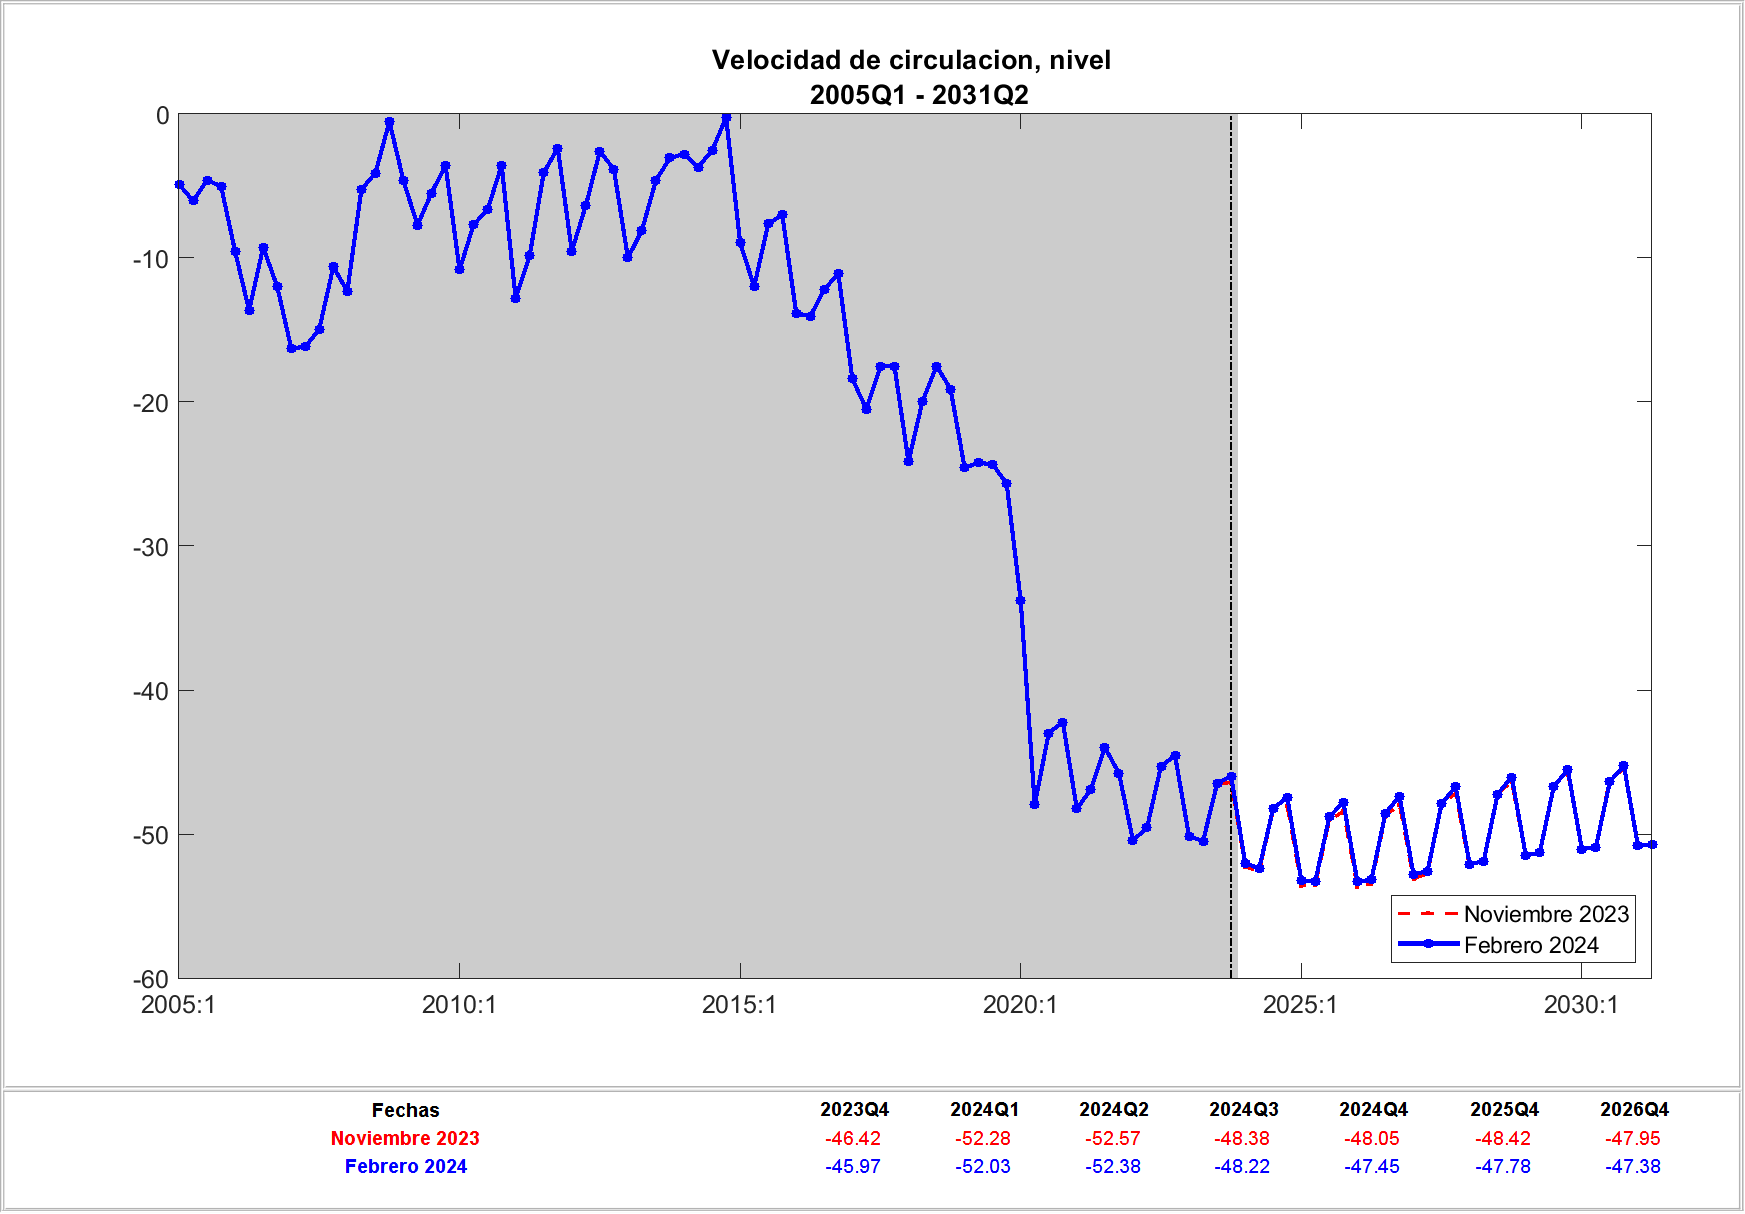 Velocidad de circulacion, nivel
2005Q1 - 2031Q2
0
-10
-20
-30
-40
-50
-60
2005:1 2010:1 2015:1 2020:1 2025:1 2030:1
Noviembre 2023
Febrero 2024
Fechas 2023Q4 2024Q1 2024Q2 2024Q3 2024Q4 2025Q4 2026Q4
Noviembre 2023 -46.42 -52.28 -52.57 -48.38 -48.05 -48.42 -47.95
Febrero 2024 -45.97 -52.03 -52.38 -48.22 -47.45 -47.78 -47.38